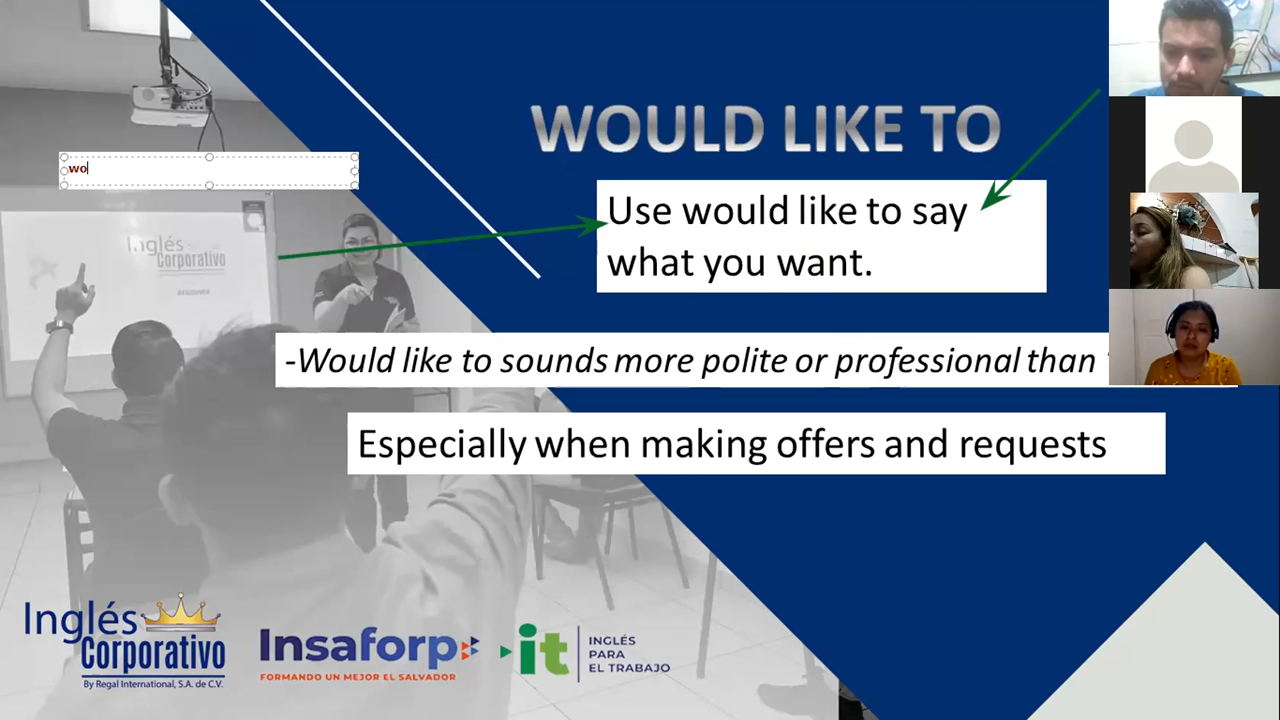 WOULD LIKE TO
wo
Use would like to say
what you want.
Inglés
Corporativo
-Would like to sounds more polite or professional than
Especially when making offers and requests
Inglés
Corporativo
By Regal International, S.A. de C.V.
Insaforp
FORMANDO UN MEJOR EL SALVADOR
it
INGLÉS
PARA
EL TRABAJO